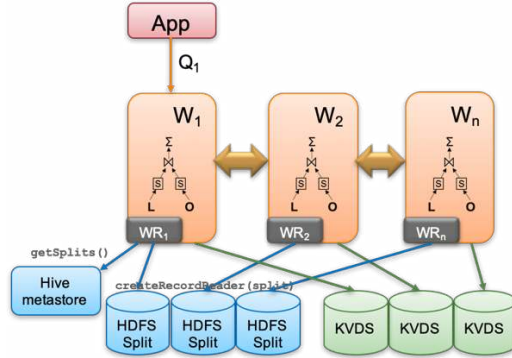 App
Q1
W1
W2
Wn
Σ
Σ
Σ
⋈
⋈
⋈
S S
S S
S S
L O
L O
L O
WR1
WR2
WRn
getSplits()
Hive
metastore
createRecordReader(split)
HDFS
Split
HDFS
Split
HDFS
Split
KVDS
KVDS
KVDS